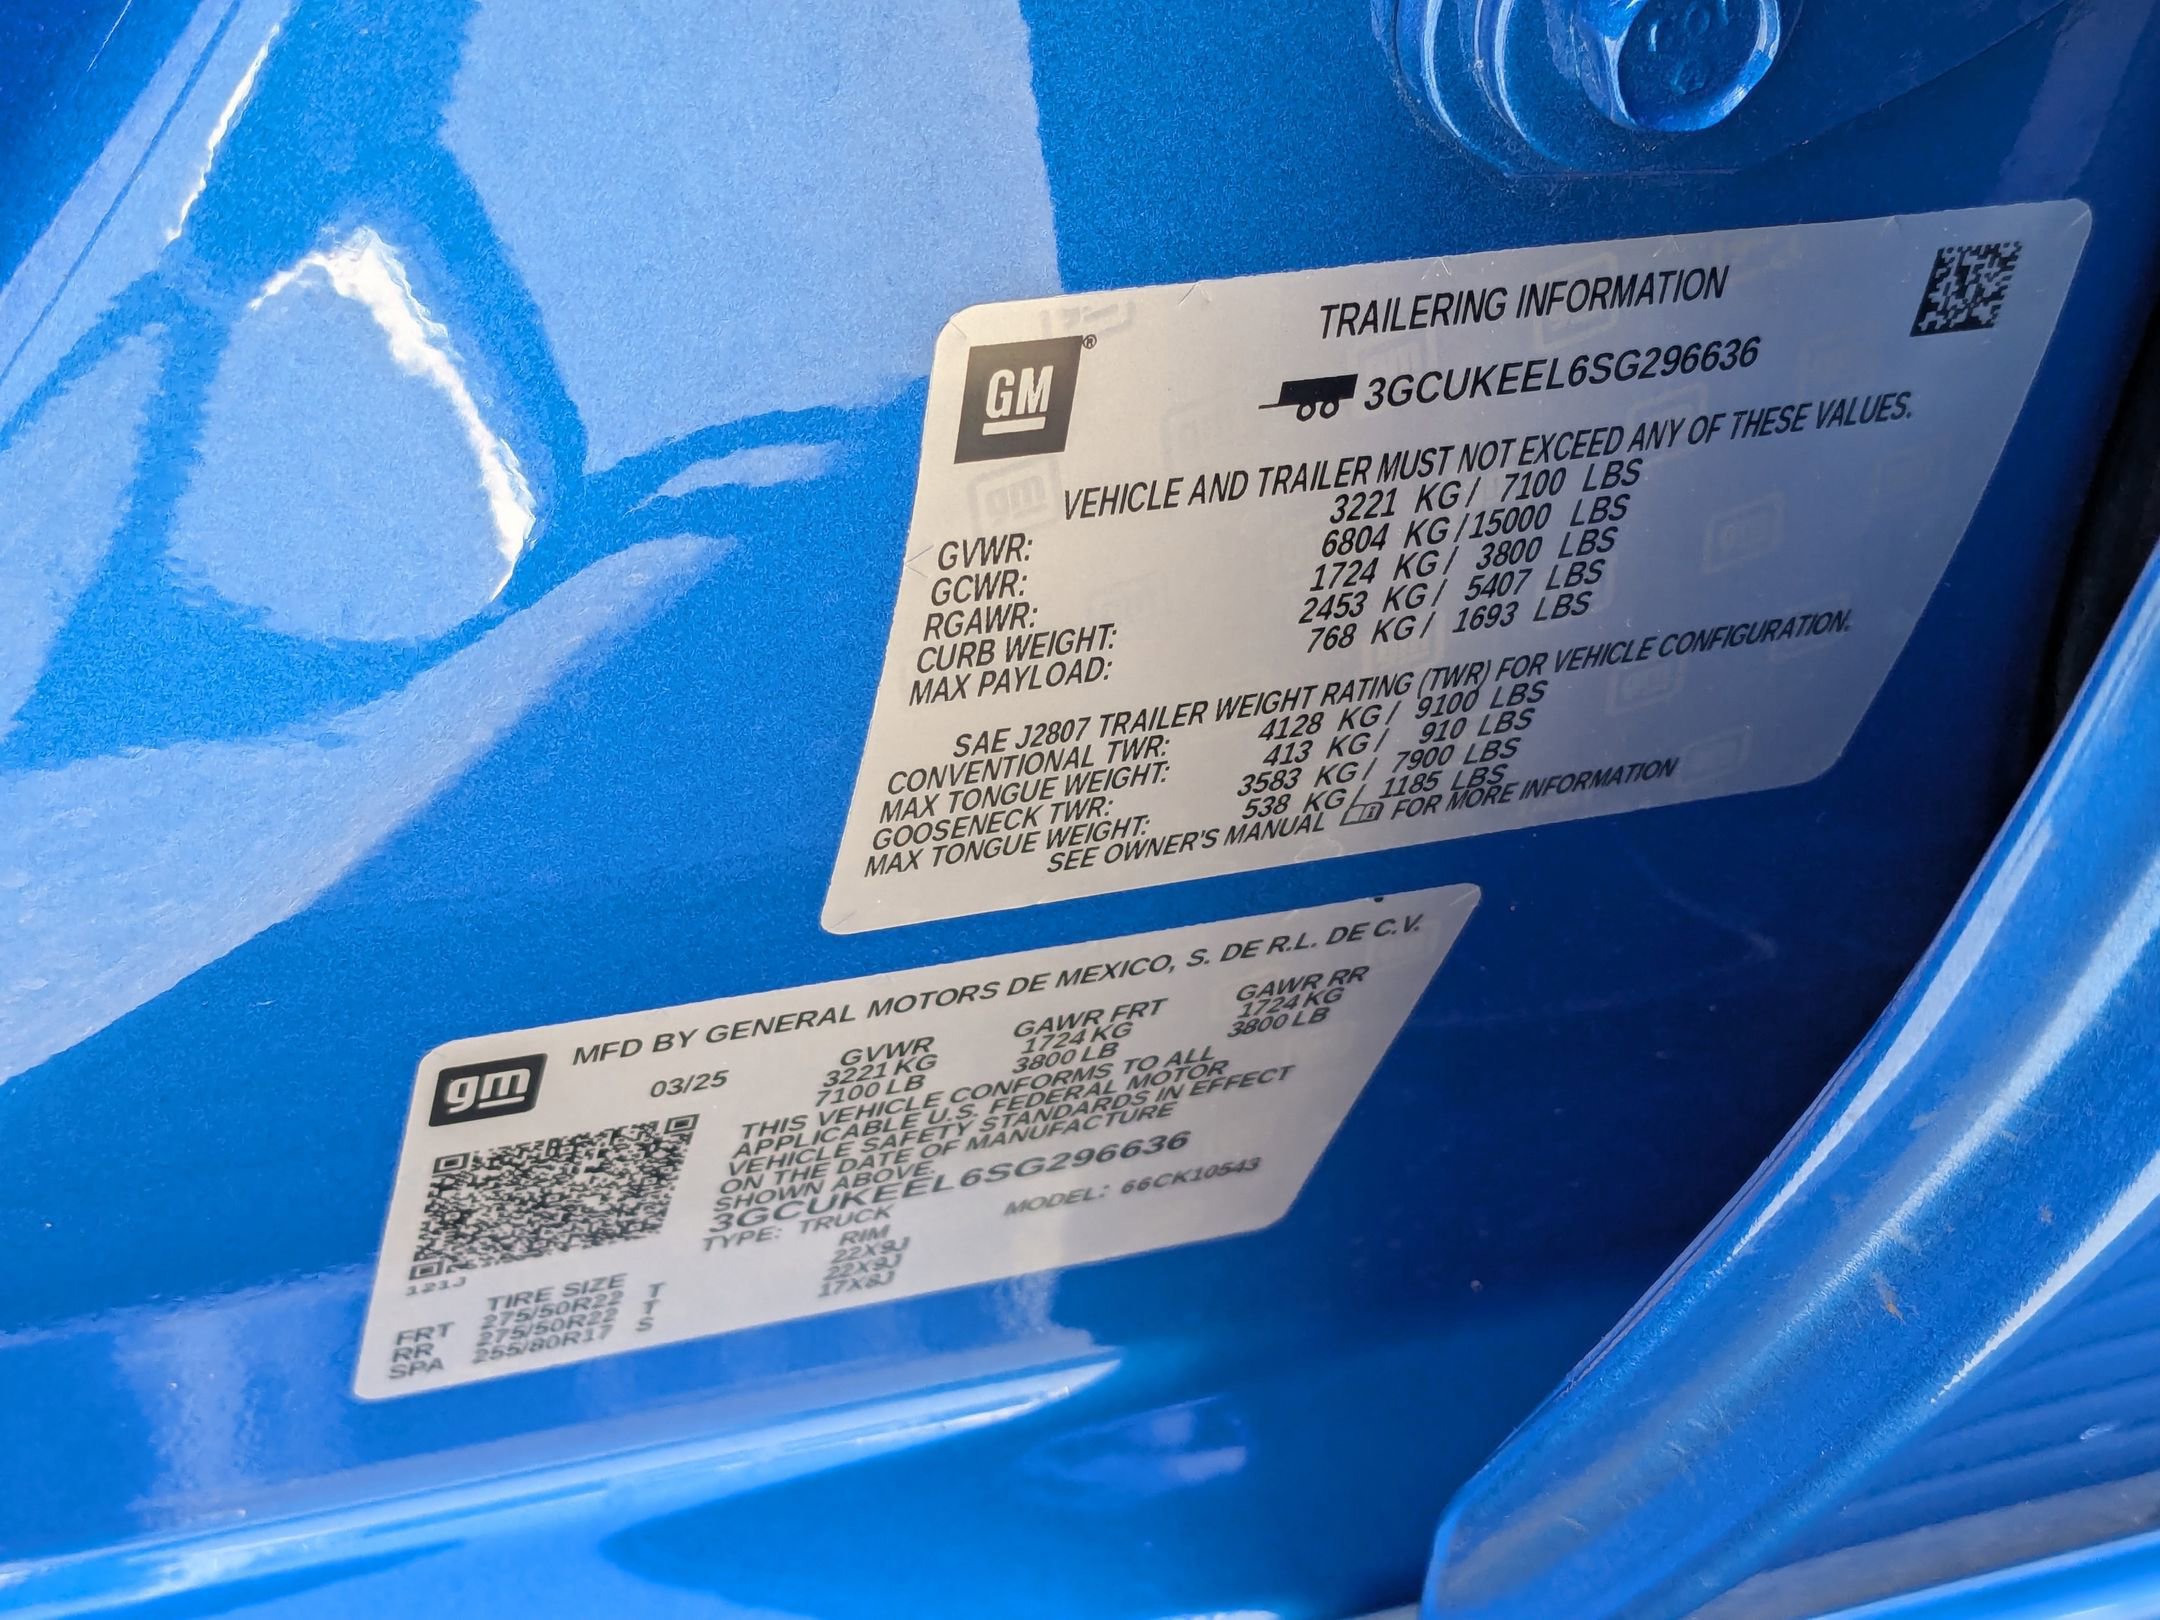 TRAILERING INFORMATION
GM ®
3GCUKEEL6SG296636
VEHICLE AND TRAILER MUST NOT EXCEED ANY OF THESE VALUES.
GVWR: 3221 KG / 7100 LBS
GCWR: 6804 KG / 15000 LBS
RGAWR: 1724 KG / 3800 LBS
CURB WEIGHT: 2453 KG / 5407 LBS
MAX PAYLOAD: 768 KG / 1693 LBS
SAE J2807 TRAILER WEIGHT RATING (TWR) FOR VEHICLE CONFIGURATION.
CONVENTIONAL TWR: 4128 KG / 9100 LBS
MAX TONGUE WEIGHT: 413 KG / 910 LBS
GOOSENECK TWR: 3583 KG / 7900 LBS
MAX TONGUE WEIGHT: 538 KG / 1185 LBS
SEE OWNER'S MANUAL FOR MORE INFORMATION
MFD BY GENERAL MOTORS DE MEXICO, S. DE R.L. DE C.V.
gm
03/25
GVWR GAWR FRT GAWR RR
3221 KG 1724 KG 1724 KG
7100 LB 3800 LB 3800 LB
THIS VEHICLE CONFORMS TO ALL
APPLICABLE U.S. FEDERAL MOTOR
VEHICLE SAFETY STANDARDS IN EFFECT
ON THE DATE OF MANUFACTURE
SHOWN ABOVE.
3GCUKEEL6SG296636
TYPE: TRUCK MODEL: 66CK10543
121J
TIRE SIZE RIM
FRT 275/50R22 T 22X9J
RR 275/50R22 T 22X9J
SPA 255/80R17 S 17X8J